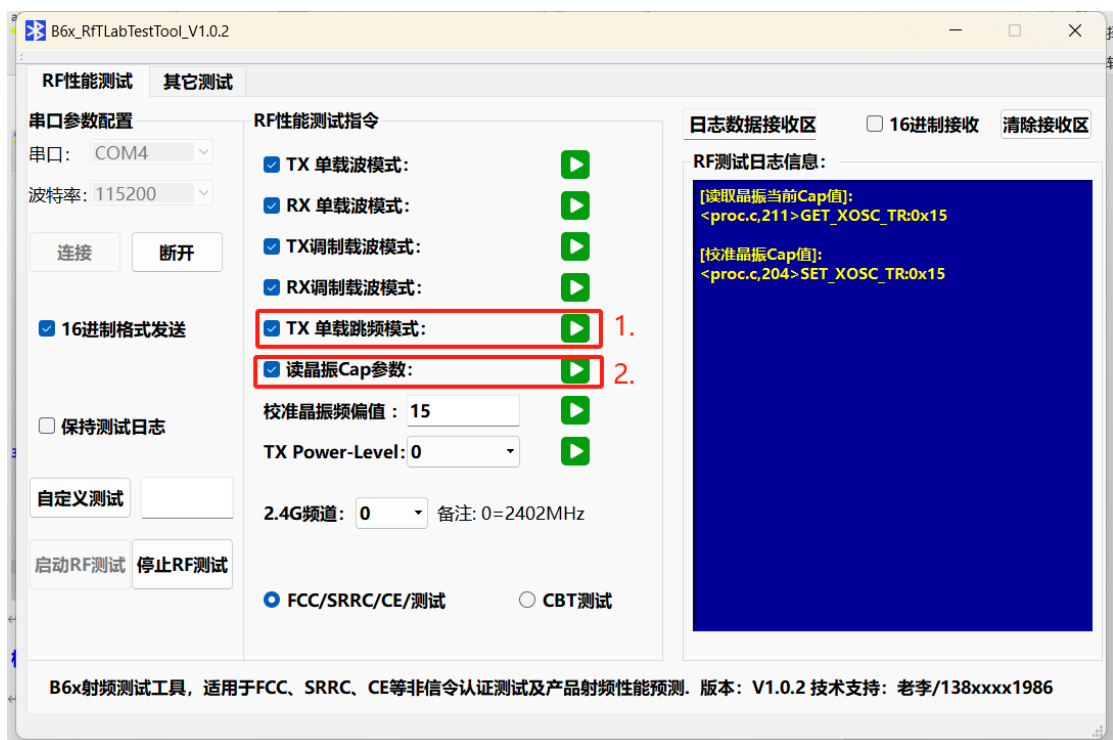 B6x_RfTLabTestTool_V1.0.2
RF性能测试 其它测试
串口参数配置
串口： COM4
波特率： 115200
连接 断开
16进制格式发送
保持测试日志
自定义测试
启动RF测试 停止RF测试
RF性能测试指令
TX 单载波模式：
RX 单载波模式：
TX调制载波模式：
RX调制载波模式：
TX 单载跳频模式： 1.
读晶振Cap参数： 2.
校准晶振频偏值： 15
TX Power-Level: 0
2.4G频道： 0 备注: 0=2402MHz
FCC/SRRC/CE/测试 CBT测试
日志数据接收区 16进制接收 清除接收区
RF测试日志信息：
[读取晶振当前Cap值]:
<proc.c,211>GET_XOSC_TR:0x15
[校准晶振Cap值]:
<proc.c,204>SET_XOSC_TR:0x15
B6x射频测试工具，适用于FCC、SRRC、CE等非信令认证测试及产品射频性能预测. 版本：V1.0.2 技术支持：老李/138xxxx1986